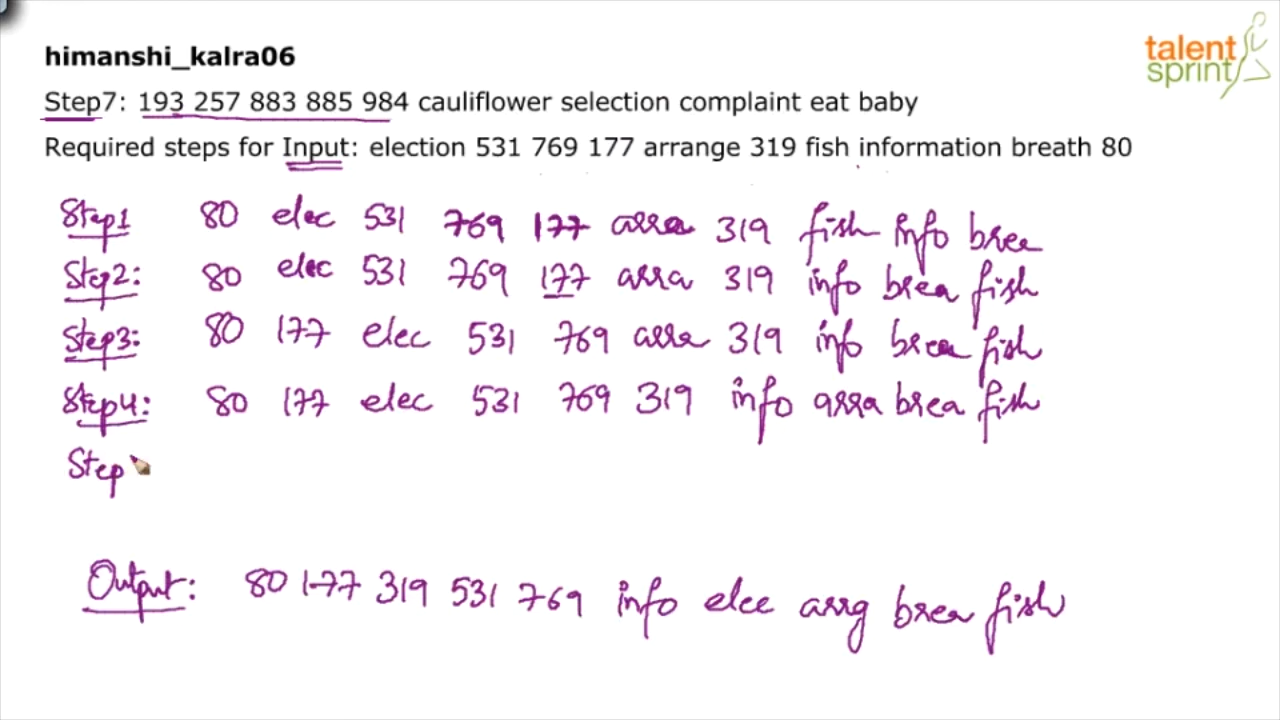 talent
sprint
himanshi_kalra06
Step7: 193 257 883 885 984 cauliflower selection complaint eat baby
Required steps for Input: election 531 769 177 arrange 319 fish information breath 80
Step1 80 elec 531 769 177 arra 319 fish info brea
Step2: 80 elec 531 769 177 arra 319 info brea fish
Step3: 80 177 elec 531 769 arra 319 info brea fish
Step4: 80 177 elec 531 769 319 info arra brea fish
Step
Output: 80 177 319 531 769 info elec arrg brea fish